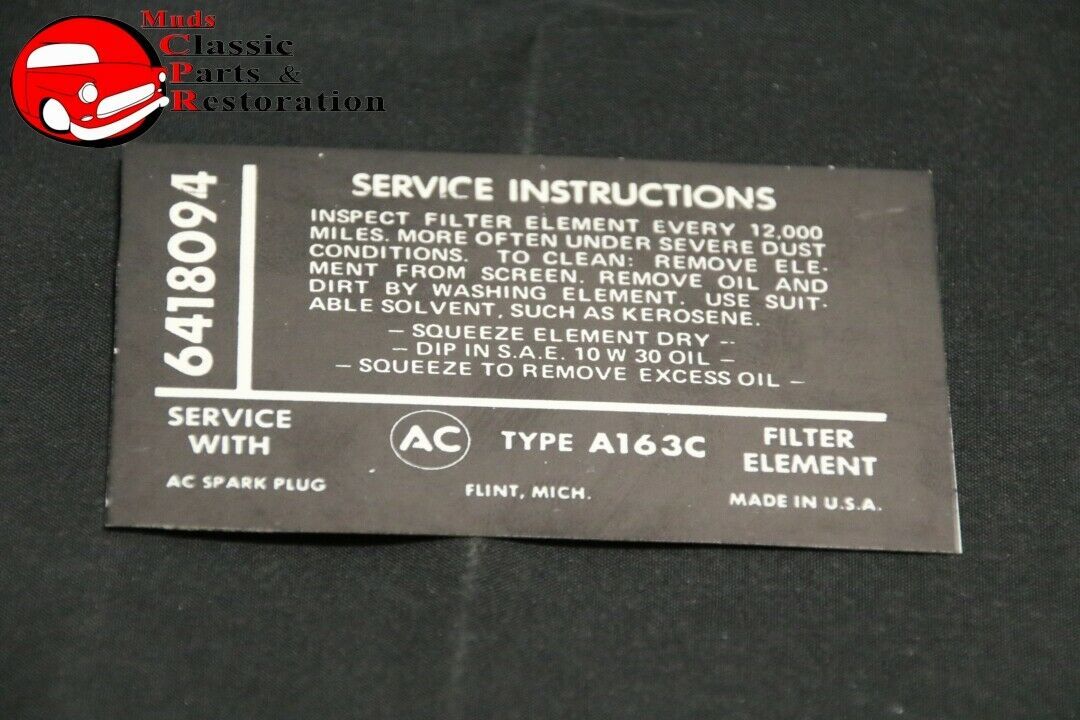 Muds
Classic
Parts &
Restoration
6418094
SERVICE INSTRUCTIONS
INSPECT FILTER ELEMENT EVERY 12,000
MILES. MORE OFTEN UNDER SEVERE DUST
CONDITIONS. TO CLEAN: REMOVE ELE-
MENT FROM SCREEN. REMOVE OIL AND
DIRT BY WASHING ELEMENT. USE SUIT-
ABLE SOLVENT, SUCH AS KEROSENE.
– SQUEEZE ELEMENT DRY –
– DIP IN S.A.E. 10 W 30 OIL –
– SQUEEZE TO REMOVE EXCESS OIL –
SERVICE
WITH
AC SPARK PLUG
AC
TYPE A163C
FLINT, MICH.
FILTER
ELEMENT
MADE IN U.S.A.